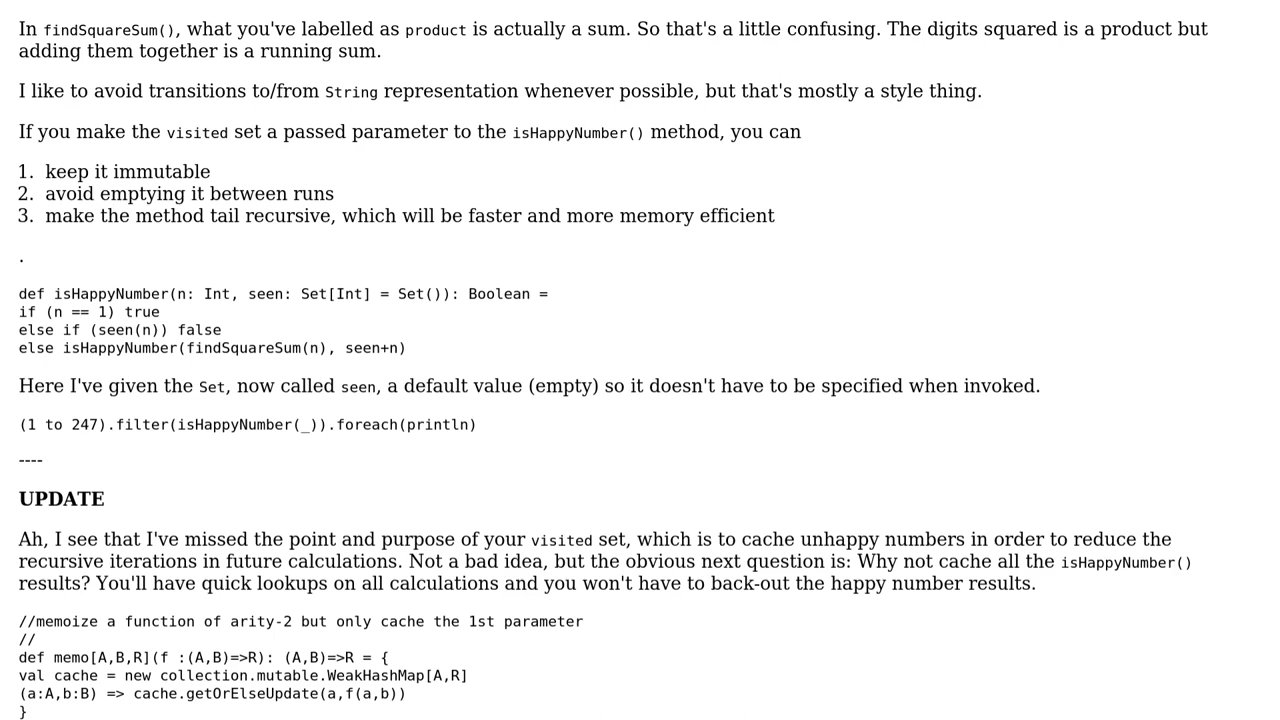 In findSquareSum(), what you've labelled as product is actually a sum. So that's a little confusing. The digits squared is a product but
adding them together is a running sum.
I like to avoid transitions to/from String representation whenever possible, but that's mostly a style thing.
If you make the visited set a passed parameter to the isHappyNumber() method, you can
1. keep it immutable
2. avoid emptying it between runs
3. make the method tail recursive, which will be faster and more memory efficient
.
def isHappyNumber(n: Int, seen: Set[Int] = Set()): Boolean =
if (n == 1) true
else if (seen(n)) false
else isHappyNumber(findSquareSum(n), seen+n)
Here I've given the Set, now called seen, a default value (empty) so it doesn't have to be specified when invoked.
(1 to 247).filter(isHappyNumber(_)).foreach(println)
----
UPDATE
Ah, I see that I've missed the point and purpose of your visited set, which is to cache unhappy numbers in order to reduce the
recursive iterations in future calculations. Not a bad idea, but the obvious next question is: Why not cache all the isHappyNumber()
results? You'll have quick lookups on all calculations and you won't have to back-out the happy number results.
//memoize a function of arity-2 but only cache the 1st parameter
//
def memo[A,B,R](f :(A,B)=>R): (A,B)=>R = {
val cache = new collection.mutable.WeakHashMap[A,R]
(a:A,b:B) => cache.getOrElseUpdate(a,f(a,b))
}